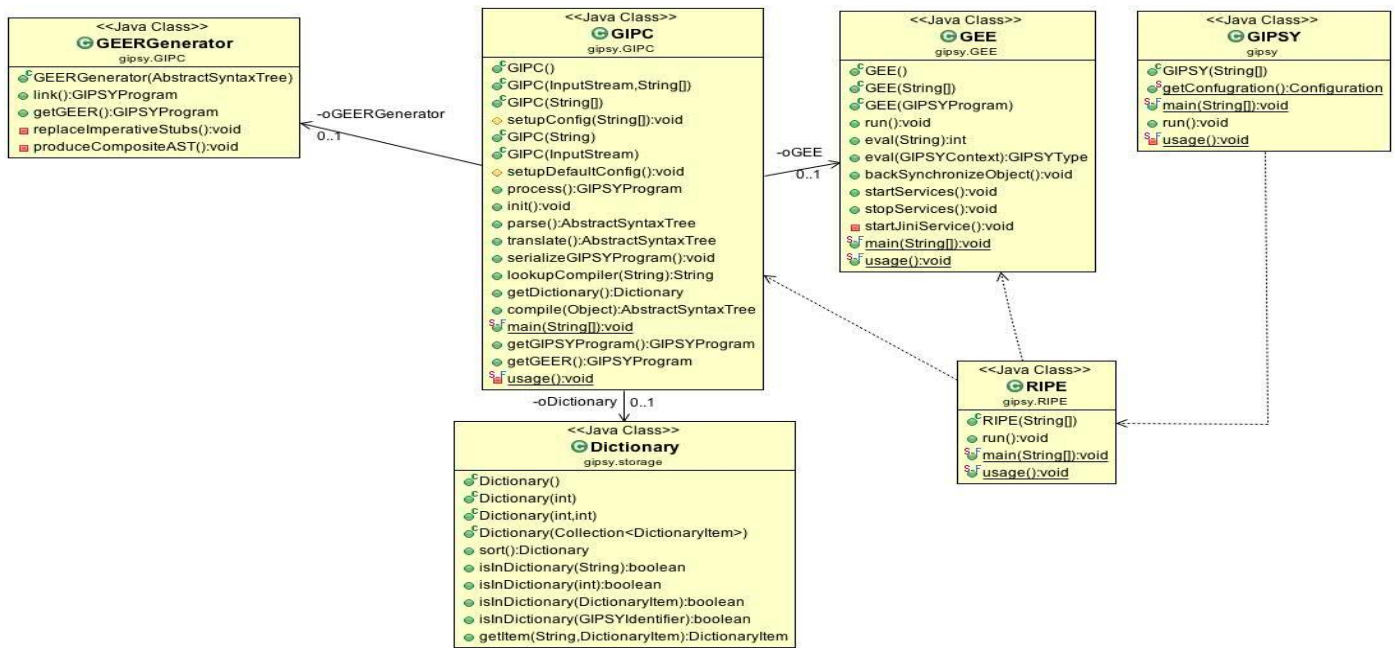 <<Java Class>>
GEERGenerator
gipsy.GIPC
GEERGenerator(AbstractSyntaxTree)
link():GIPSYProgram
getGEER():GIPSYProgram
replaceImperativeStubs():void
produceCompositeAST():void
-oGEERGenerator
0..1
<<Java Class>>
GIPC
gipsy.GIPC
GIPC()
GIPC(InputStream,String[])
GIPC(String[])
setupConfig(String[]):void
GIPC(String)
GIPC(InputStream)
setupDefaultConfig():void
process():GIPSYProgram
init():void
parse():AbstractSyntaxTree
translate():AbstractSyntaxTree
serializeGIPSYProgram():void
lookupCompiler(String):String
getDictionary():Dictionary
compile(Object):AbstractSyntaxTree
main(String[]):void
getGIPSYProgram():GIPSYProgram
getGEER():GIPSYProgram
usage():void
-oGEE
0..1
<<Java Class>>
GEE
gipsy.GEE
GEE()
GEE(String[])
GEE(GIPSYProgram)
run():void
eval(String):int
eval(GIPSYContext):GIPSYType
backSynchronizeObject():void
startServices():void
stopServices():void
startJiniService():void
main(String[]):void
usage():void
<<Java Class>>
GIPSY
gipsy
GIPSY(String[])
getConfugration():Configuration
main(String[]):void
run():void
usage():void
-oDictionary
0..1
<<Java Class>>
Dictionary
gipsy.storage
Dictionary()
Dictionary(int)
Dictionary(int,int)
Dictionary(Collection<DictionaryItem>)
sort():Dictionary
isInDictionary(String):boolean
isInDictionary(int):boolean
isInDictionary(DictionaryItem):boolean
isInDictionary(GIPSYIdentifier):boolean
getItem(String,DictionaryItem):DictionaryItem
<<Java Class>>
RIPE
gipsy.RIPE
RIPE(String[])
run():void
main(String[]):void
usage():void